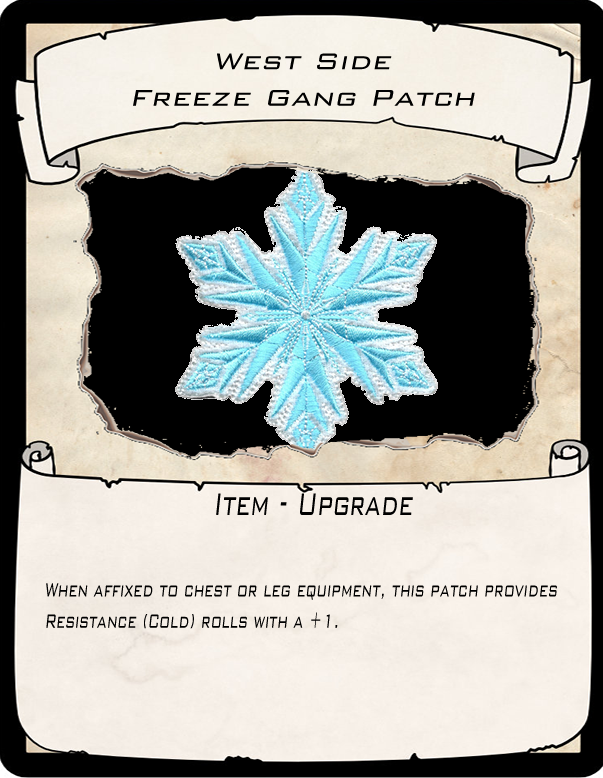 West Side
Freeze Gang Patch
Item - Upgrade
When affixed to chest or leg equipment, this patch provides
Resistance (Cold) rolls with a +1.